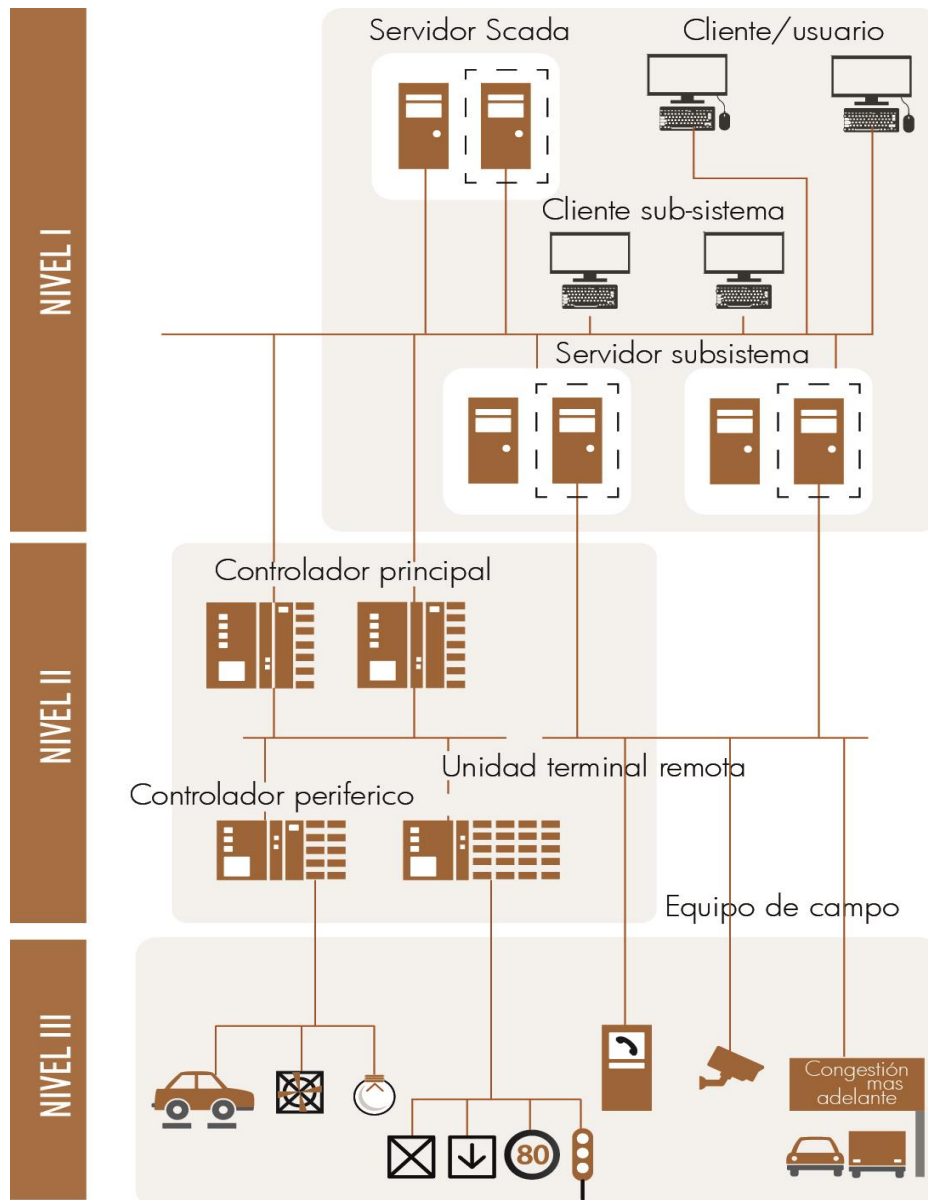 Servidor Scada
Cliente/usuario
Cliente sub-sistema
NIVEL I
Servidor subsistema
Controlador principal
NIVEL II
Unidad terminal remota
Controlador periferico
Equipo de campo
NIVEL III
Congestión
mas
adelante
80